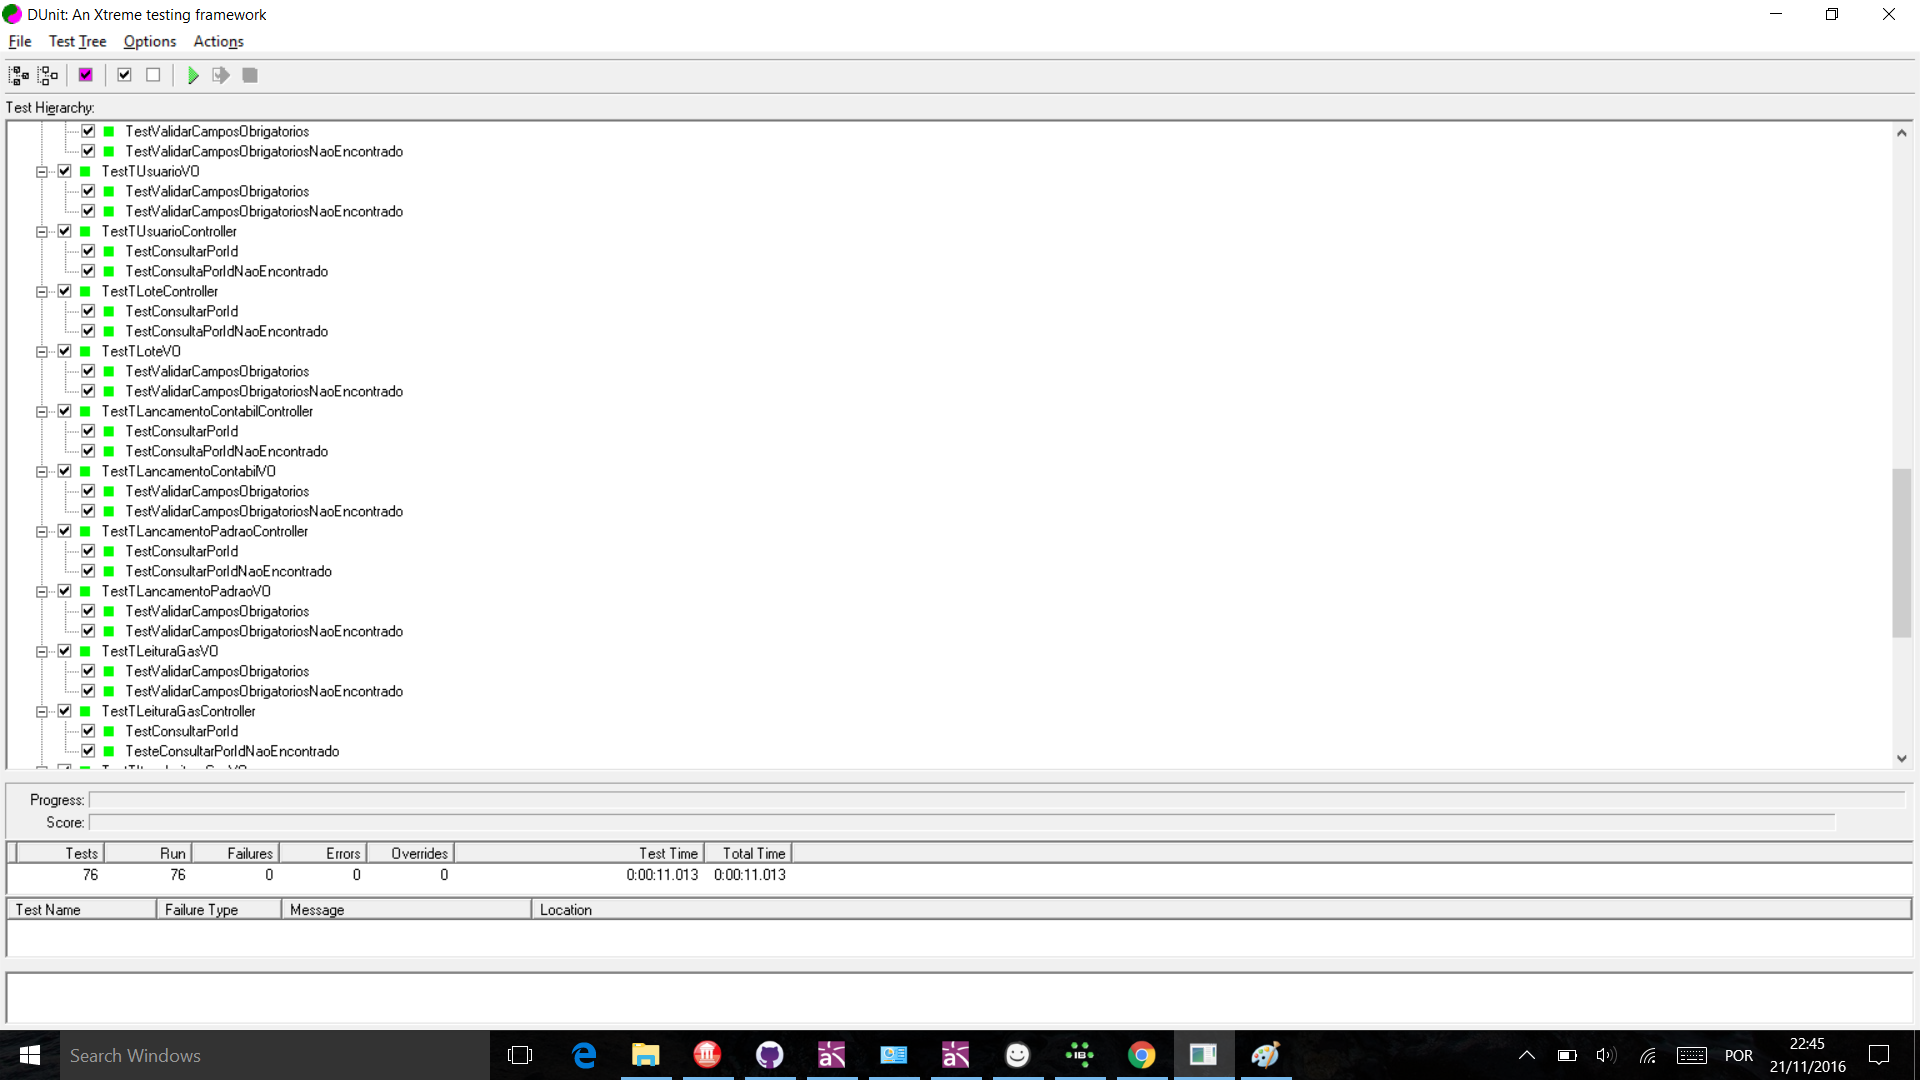 DUnit: An Xtreme testing framework
File Test Tree Options Actions
Test Hierarchy:
TestValidarCamposObrigatorios
TestValidarCamposObrigatoriosNaoEncontrado
TestTUsuarioVO
TestValidarCamposObrigatorios
TestValidarCamposObrigatoriosNaoEncontrado
TestTUsuarioController
TestConsultarPorId
TestConsultaPorIdNaoEncontrado
TestTLoteController
TestConsultarPorId
TestConsultaPorIdNaoEncontrado
TestTLoteVO
TestValidarCamposObrigatorios
TestValidarCamposObrigatoriosNaoEncontrado
TestTLancamentoContabilController
TestConsultarPorId
TestConsultaPorIdNaoEncontrado
TestTLancamentoContabilVO
TestValidarCamposObrigatorios
TestValidarCamposObrigatoriosNaoEncontrado
TestTLancamentoPadraoController
TestConsultarPorId
TestConsultarPorIdNaoEncontrado
TestTLancamentoPadraoVO
TestValidarCamposObrigatorios
TestValidarCamposObrigatoriosNaoEncontrado
TestTLeituraGasVO
TestValidarCamposObrigatorios
TestValidarCamposObrigatoriosNaoEncontrado
TestTLeituraGasController
TestConsultarPorId
TesteConsultarPorIdNaoEncontrado
Progress:
Score:
Tests Run Failures Errors Overrides Test Time Total Time
76 76 0 0 0 0:00:11.013 0:00:11.013
Test Name Failure Type Message Location
Search Windows
IB
POR
22:45
21/11/2016